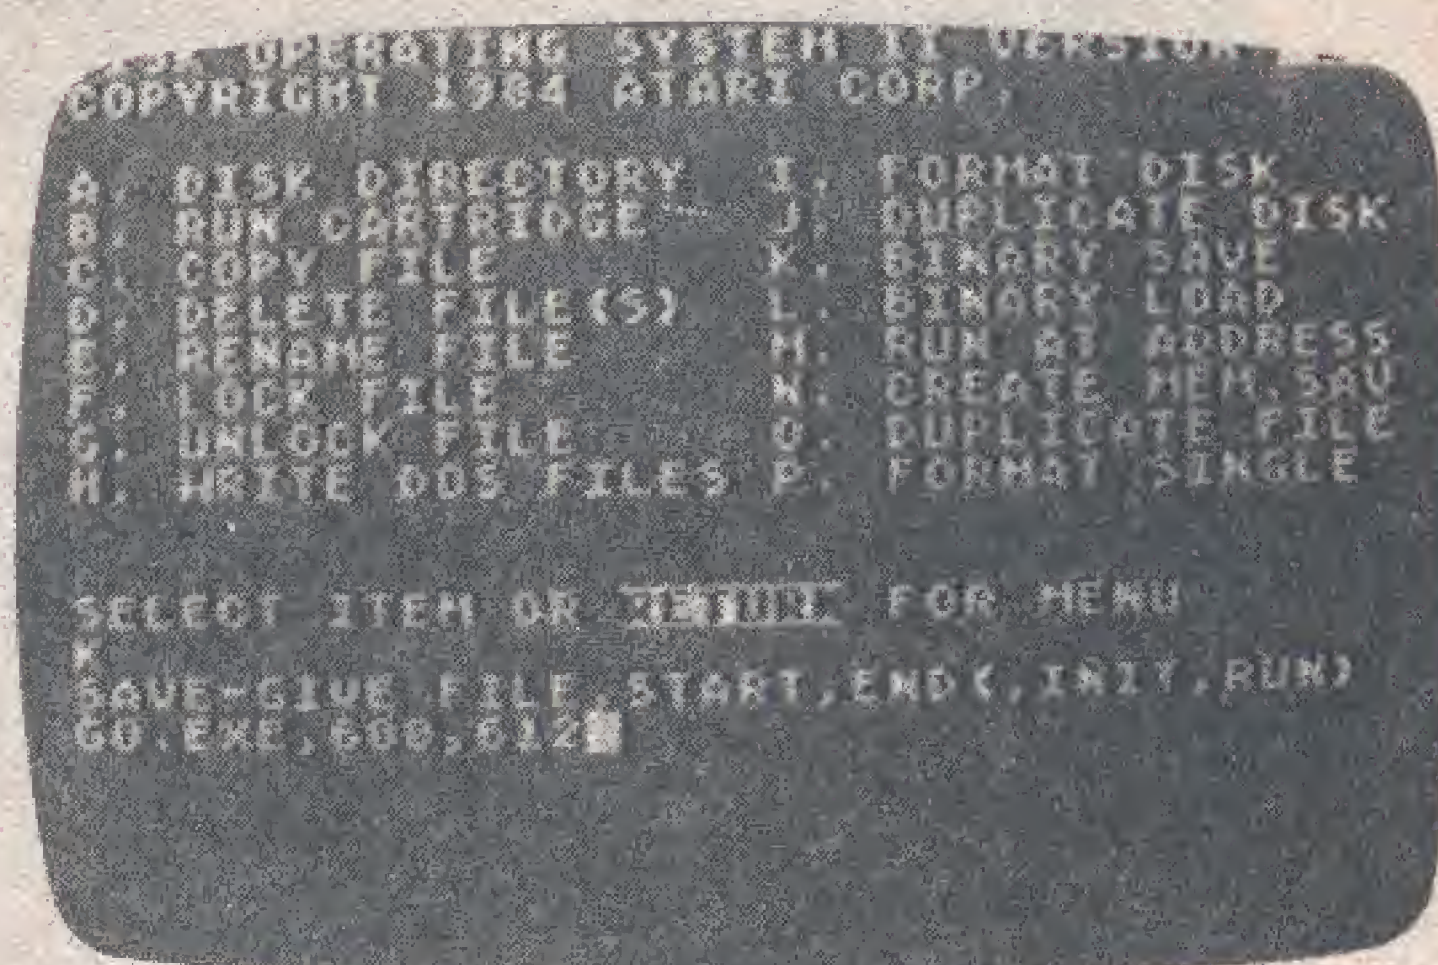 DISK OPERATING SYSTEM II VERSION
COPYRIGHT 1984 ATARI CORP.
A. DISK DIRECTORY I. FORMAT DISK
B. RUN CARTRIDGE J. DUPLICATE DISK
C. COPY FILE K. BINARY SAVE
D. DELETE FILE(S) L. BINARY LOAD
E. RENAME FILE M. RUN AT ADDRESS
F. LOCK FILE N. CREATE MEM.SAV
G. UNLOCK FILE O. DUPLICATE FILE
H. WRITE DOS FILES P. FORMAT SINGLE
SELECT ITEM OR RETURN FOR MENU
K
SAVE-GIVE FILE,START,END(,INIT,RUN)
GO.EXE,600,612